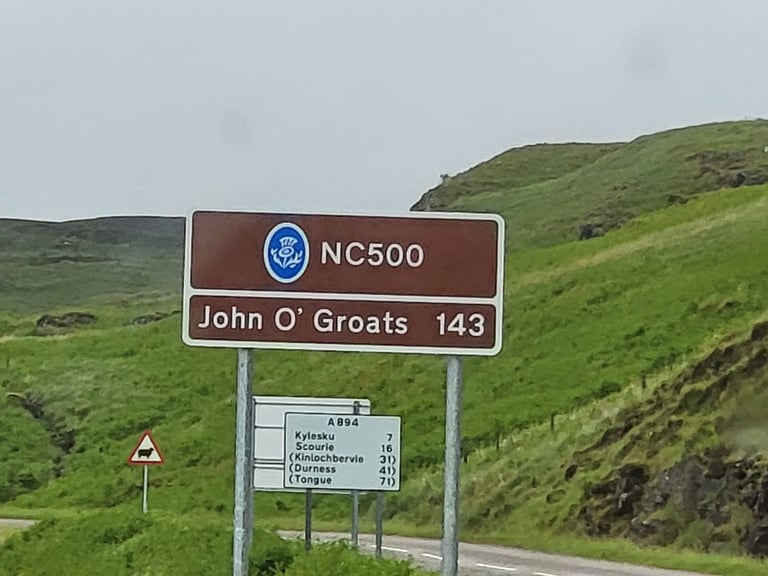 NC500
John O' Groats 143
A894
Kylesku 7
Scourie 16
(Kinlochbervie 31)
(Durness 41)
(Tongue 71)